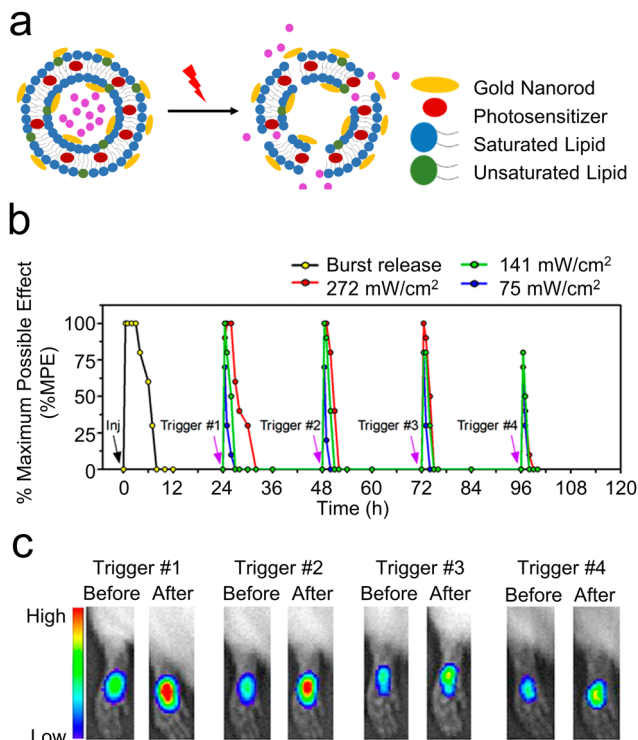 a
Gold Nanorod
Photosensitizer
Saturated Lipid
Unsaturated Lipid
b
Burst release
141 mW/cm²
272 mW/cm²
75 mW/cm²
% Maximum Possible Effect
(%MPE)
100
75
50
25
0
Inj
Trigger #1
Trigger #2
Trigger #3
Trigger #4
0 12 24 36 48 60 72 84 96 108 120
Time (h)
c
Trigger #1 Trigger #2 Trigger #3 Trigger #4
Before After Before After Before After Before After
High
Low